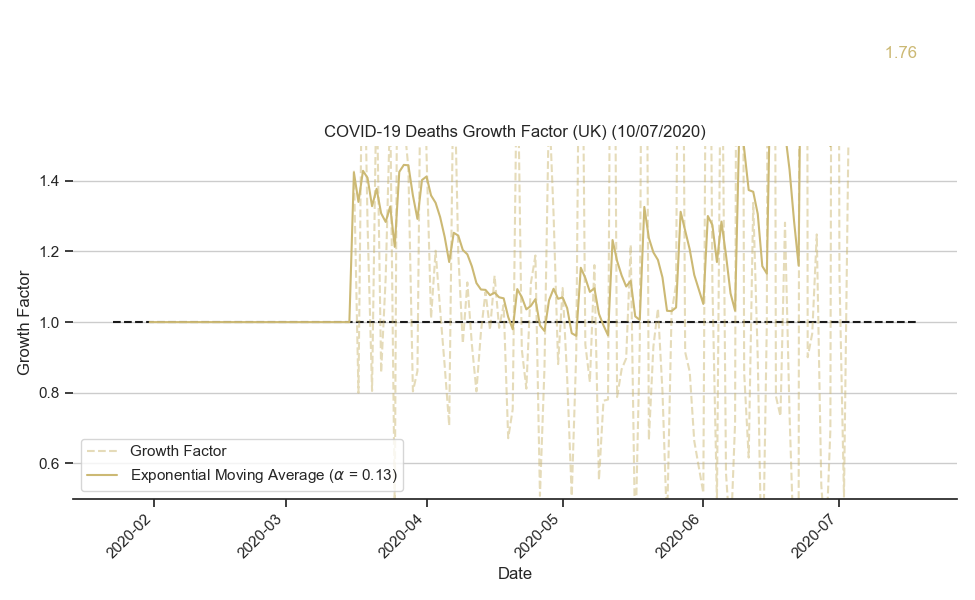 1.76
COVID-19 Deaths Growth Factor (UK) (10/07/2020)
Growth Factor
1.4
1.2
1.0
0.8
0.6
Growth Factor
Exponential Moving Average (α = 0.13)
2020-02
2020-03
2020-04
2020-05
2020-06
2020-07
Date